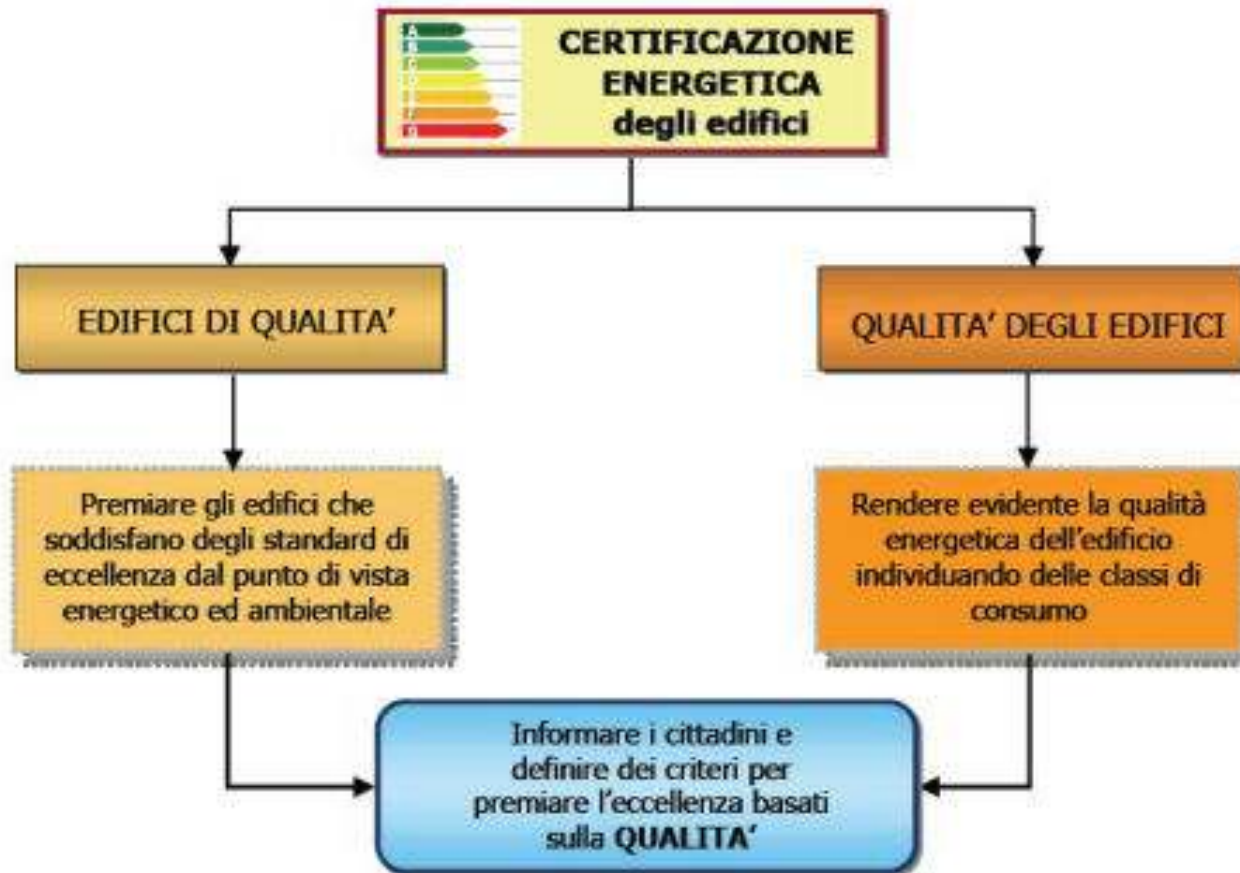 A
B
C
D
F
G
CERTIFICAZIONE
ENERGETICA
degli edifici
EDIFICI DI QUALITA'
QUALITA' DEGLI EDIFICI
Premiare gli edifici che
soddisfano degli standard di
eccellenza dal punto di vista
energetico ed ambientale
Rendere evidente la qualità
energetica dell'edificio
individuando delle classi di
consumo
Informare i cittadini e
definire dei criteri per
premiare l'eccellenza basati
sulla QUALITA'